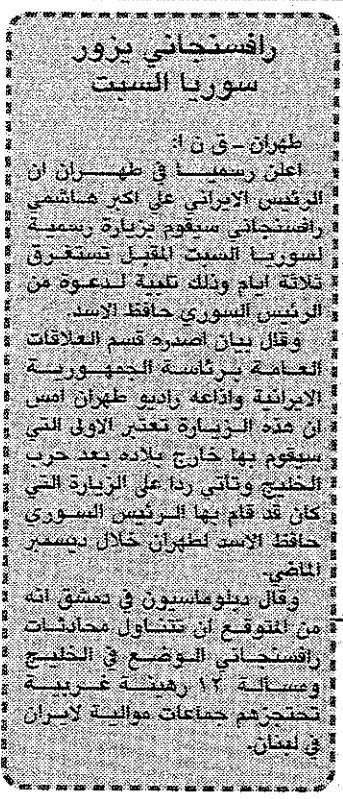 رافسنجاني يزور
سوريا السبت
طهران - ق ن ا:
اعلن رسميا في طهران ان
الرئيس الايراني على اكبر هاشمي
رافسنجاني سيقوم بزيارة رسمية
لسوريا السبت المقبل تستغرق
ثلاثة ايام وذلك تلبية لدعوة من
الرئيس السوري حافظ الاسد.
وقال بيان اصدره قسم العلاقات
العامة برئاسة الجمهورية
الايرانية واذاعه راديو طهران امس
ان هذه الزيارة تعتبر الاولى التي
سيقوم بها خارج بلاده بعد حرب
الخليج وتأتي ردا على الزيارة التي
كان قد قام بها الرئيس السوري
حافظ الاسد لطهران خلال ديسمبر
الماضي.
وقال ديلوماسيون في دمشق انه
من المتوقع ان تتناول محادثات
رافسنجاني الوضع في الخليج
ومسألة ١٢ رهينة غربية
تحتجزهم جماعات موالية لايران
في لبنان.